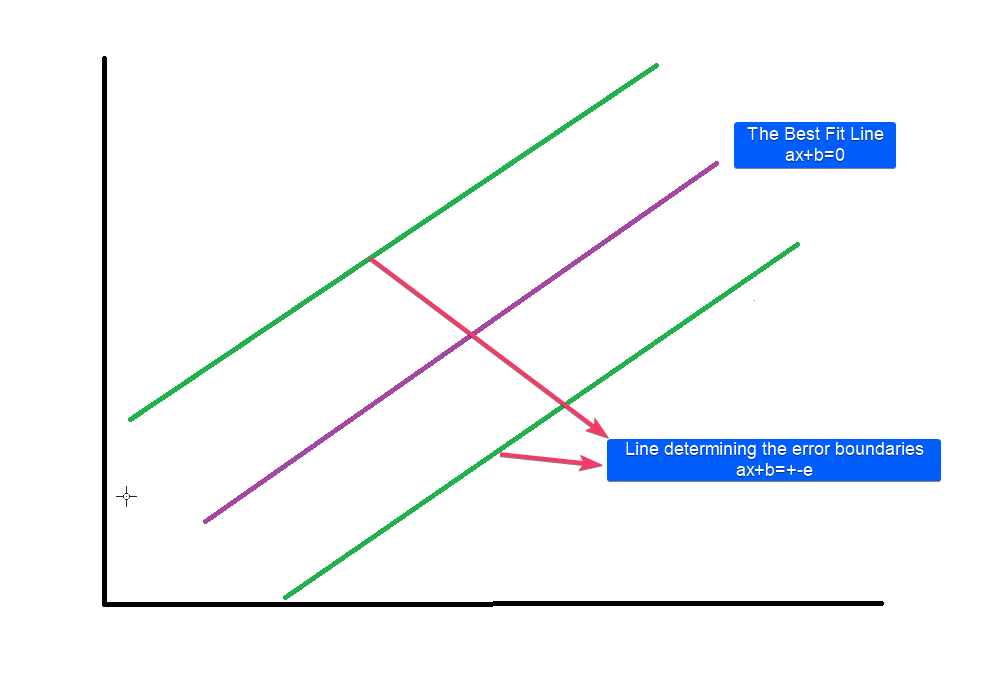 The Best Fit Line
ax+b=0
Line determining the error boundaries
ax+b=+-e